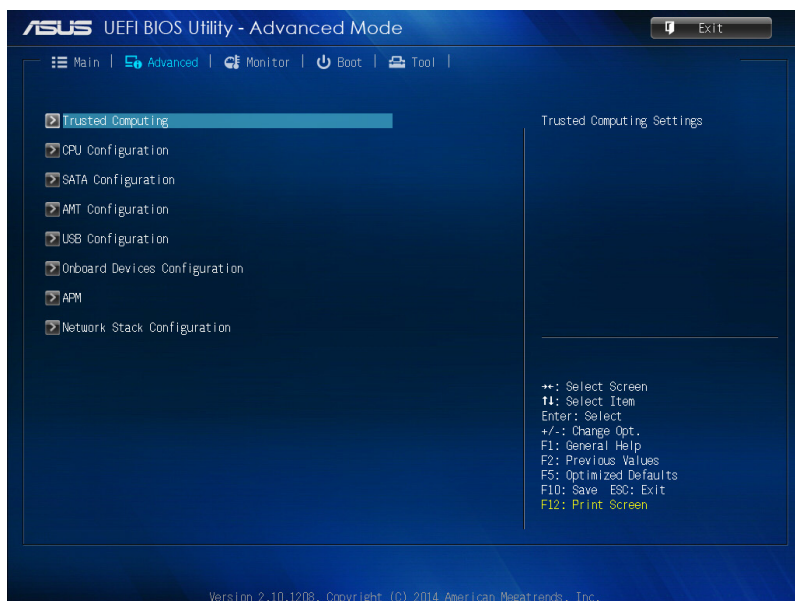 ASUS UEFI BIOS Utility - Advanced Mode
Exit
Main | Advanced | Monitor | Boot | Tool |
Trusted Computing
CPU Configuration
SATA Configuration
AMT Configuration
USB Configuration
Onboard Devices Configuration
APM
Network Stack Configuration
Trusted Computing Settings
→←: Select Screen
↑↓: Select Item
Enter: Select
+/-: Change Opt.
F1: General Help
F2: Previous Values
F5: Optimized Defaults
F10: Save ESC: Exit
F12: Print Screen
Version 2.10.1208. Copyright (C) 2014 American Megatrends, Inc.